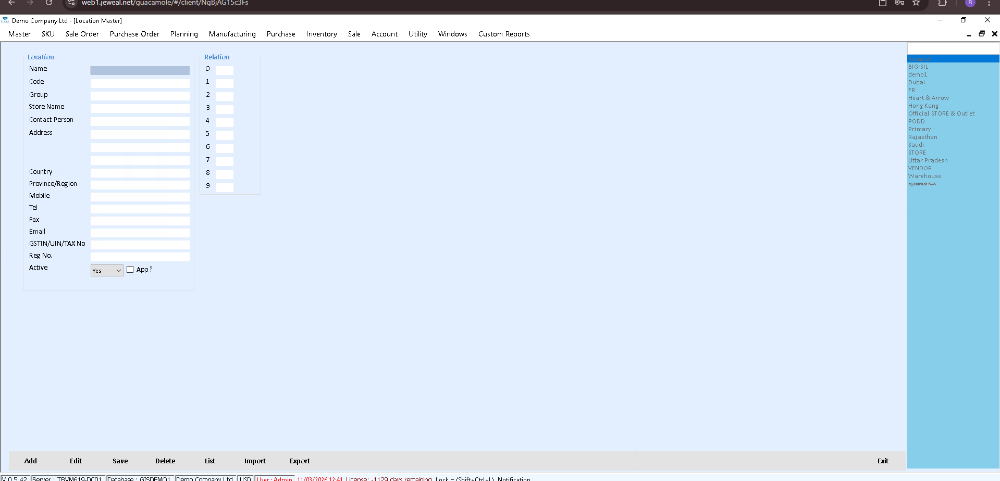 web1.jeweal.net/guacamole/#/client/NgBjAG15c3Fs
R
Demo Company Ltd - [Location Master]
Master SKU Sale Order Purchase Order Planning Manufacturing Purchase Inventory Sale Account Utility Windows Custom Reports
Location
Name
Code
Group
Store Name
Contact Person
Address
Country
Province/Region
Mobile
Tel
Fax
Email
GSTIN/UIN/TAX No
Reg No.
Active Yes App ?
Relation
0
1
2
3
4
5
6
7
8
9
Bangkok
BIG-SIL
demo1
Dubai
FR
Heart & Arrow
Hong Kong
Official STORE & Outlet
PODD
Primary
Rajasthan
Saudi
STORE
Uttar Pradesh
VENDOR
Warehouse
Add Edit Save Delete List Import Export Exit
V 0.5.42 Server : TBVM619-DC01 Database : GJSDEMO1 Demo Company Ltd USD User : Admin 11/03/2026 12:41 License: -1129 days remaining Lock = (Shift+Ctrl+L) Notification